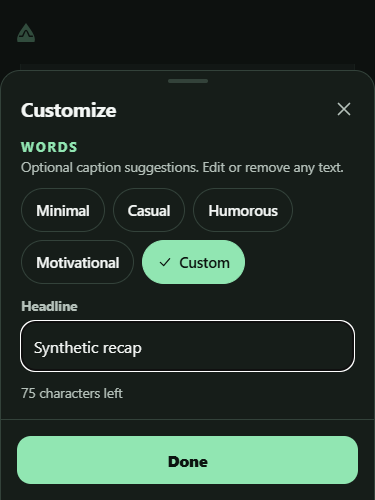 Customize
WORDS
Optional caption suggestions. Edit or remove any text.
Minimal
Casual
Humorous
Motivational
Custom
Headline
Synthetic recap
75 characters left
Done